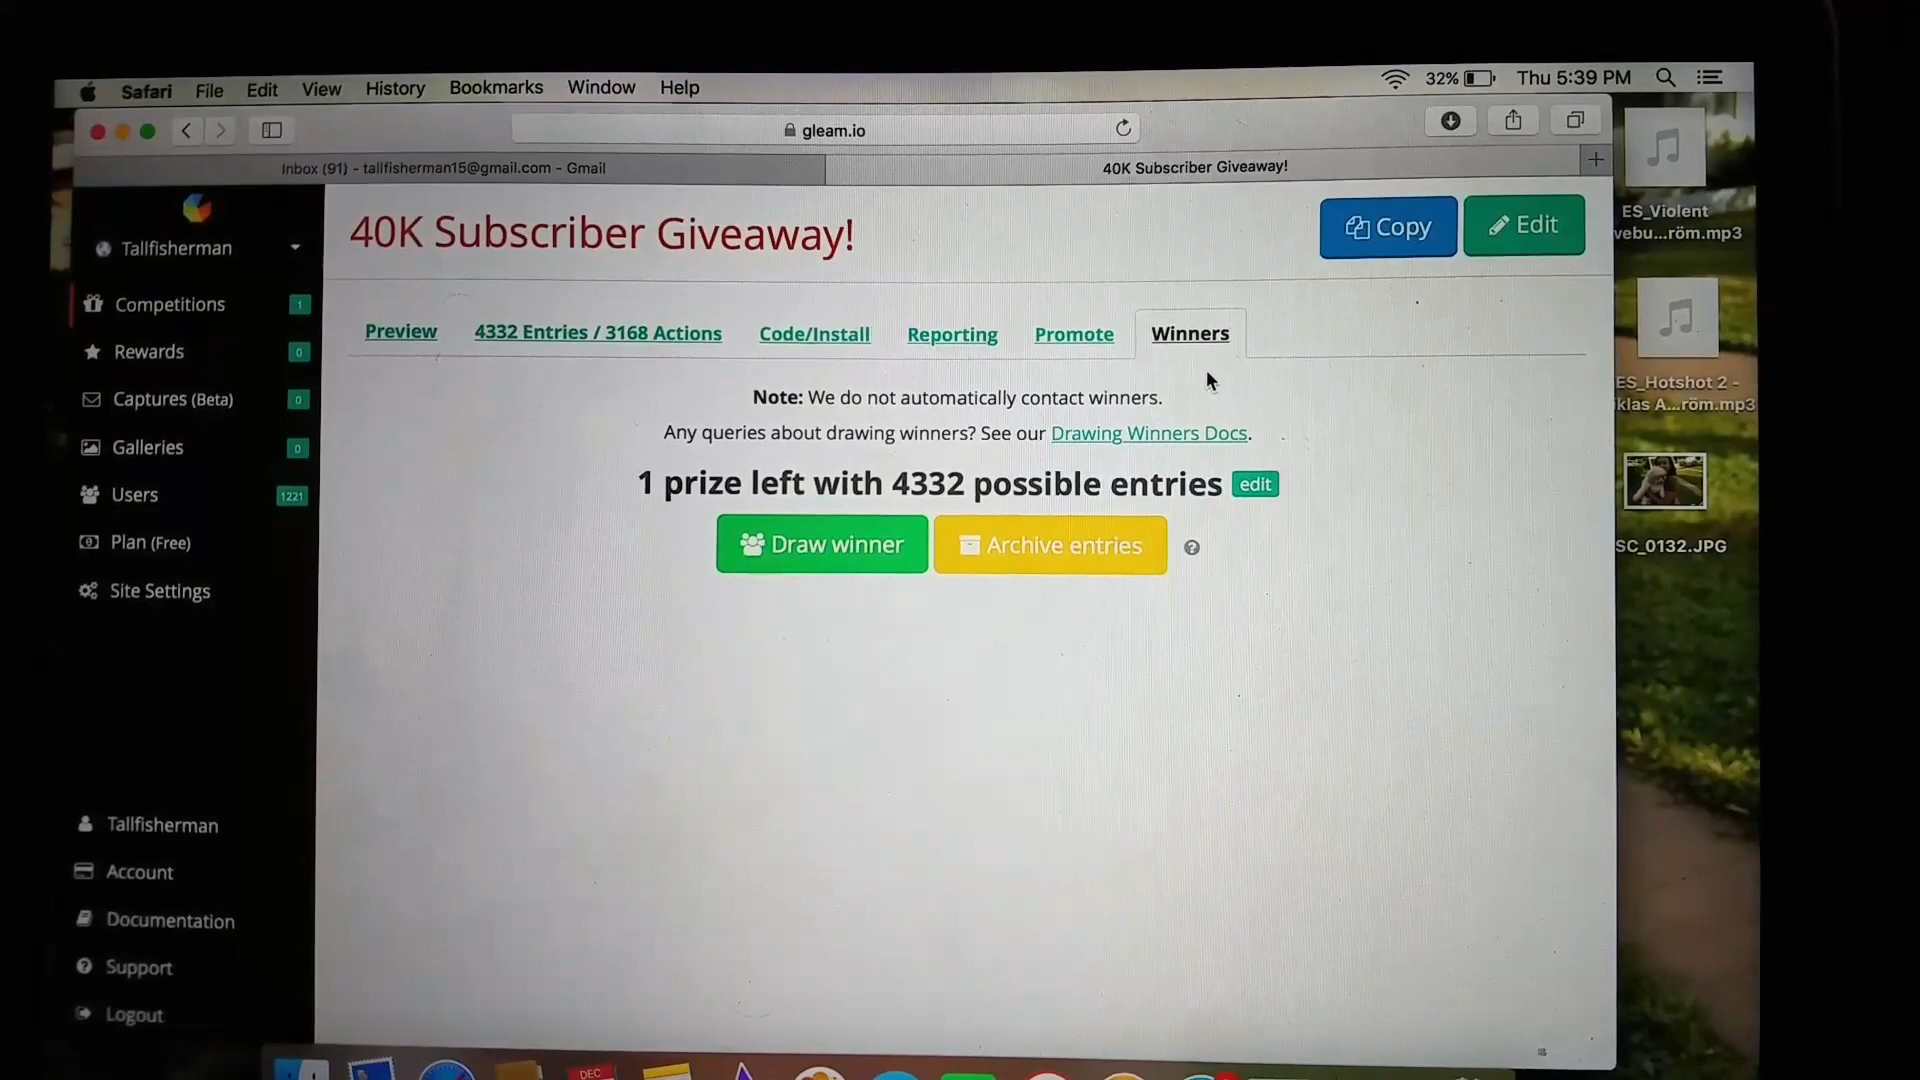 Safari File Edit View History Bookmarks Window Help 32% Thu 5:39 PM
gleam.io
Inbox (91) - tallfisherman15@gmail.com - Gmail 40K Subscriber Giveaway! +
Tallfisherman
Competitions 1
Rewards 0
Captures (Beta) 0
Galleries 0
Users 1221
Plan (Free)
Site Settings
Tallfisherman
Account
Documentation
Support
Logout
40K Subscriber Giveaway!
Copy Edit
Preview 4332 Entries / 3168 Actions Code/Install Reporting Promote Winners
Note: We do not automatically contact winners.
Any queries about drawing winners? See our Drawing Winners Docs.
1 prize left with 4332 possible entries edit
Draw winner Archive entries ?
ES_Violent
vebu...röm.mp3
ES_Hotshot 2 -
iklas A...röm.mp3
SC_0132.JPG
DEC